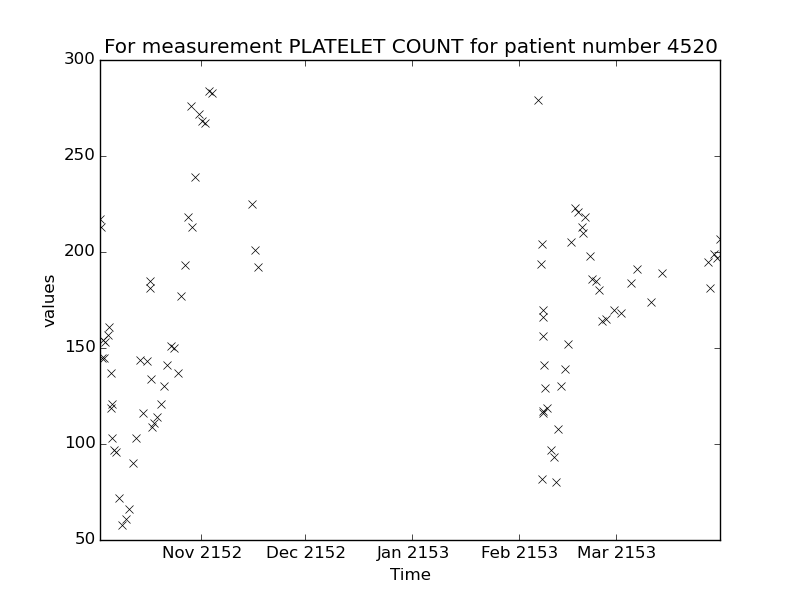 For measurement PLATELET COUNT for patient number 4520
300
250
200
150
100
50
values
Nov 2152 Dec 2152 Jan 2153 Feb 2153 Mar 2153
Time